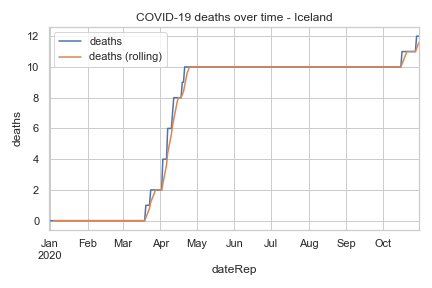 COVID-19 deaths over time - Iceland
deaths
deaths (rolling)
12
10
8
6
4
2
0
deaths
Jan Feb Mar Apr May Jun Jul Aug Sep Oct
2020
dateRep